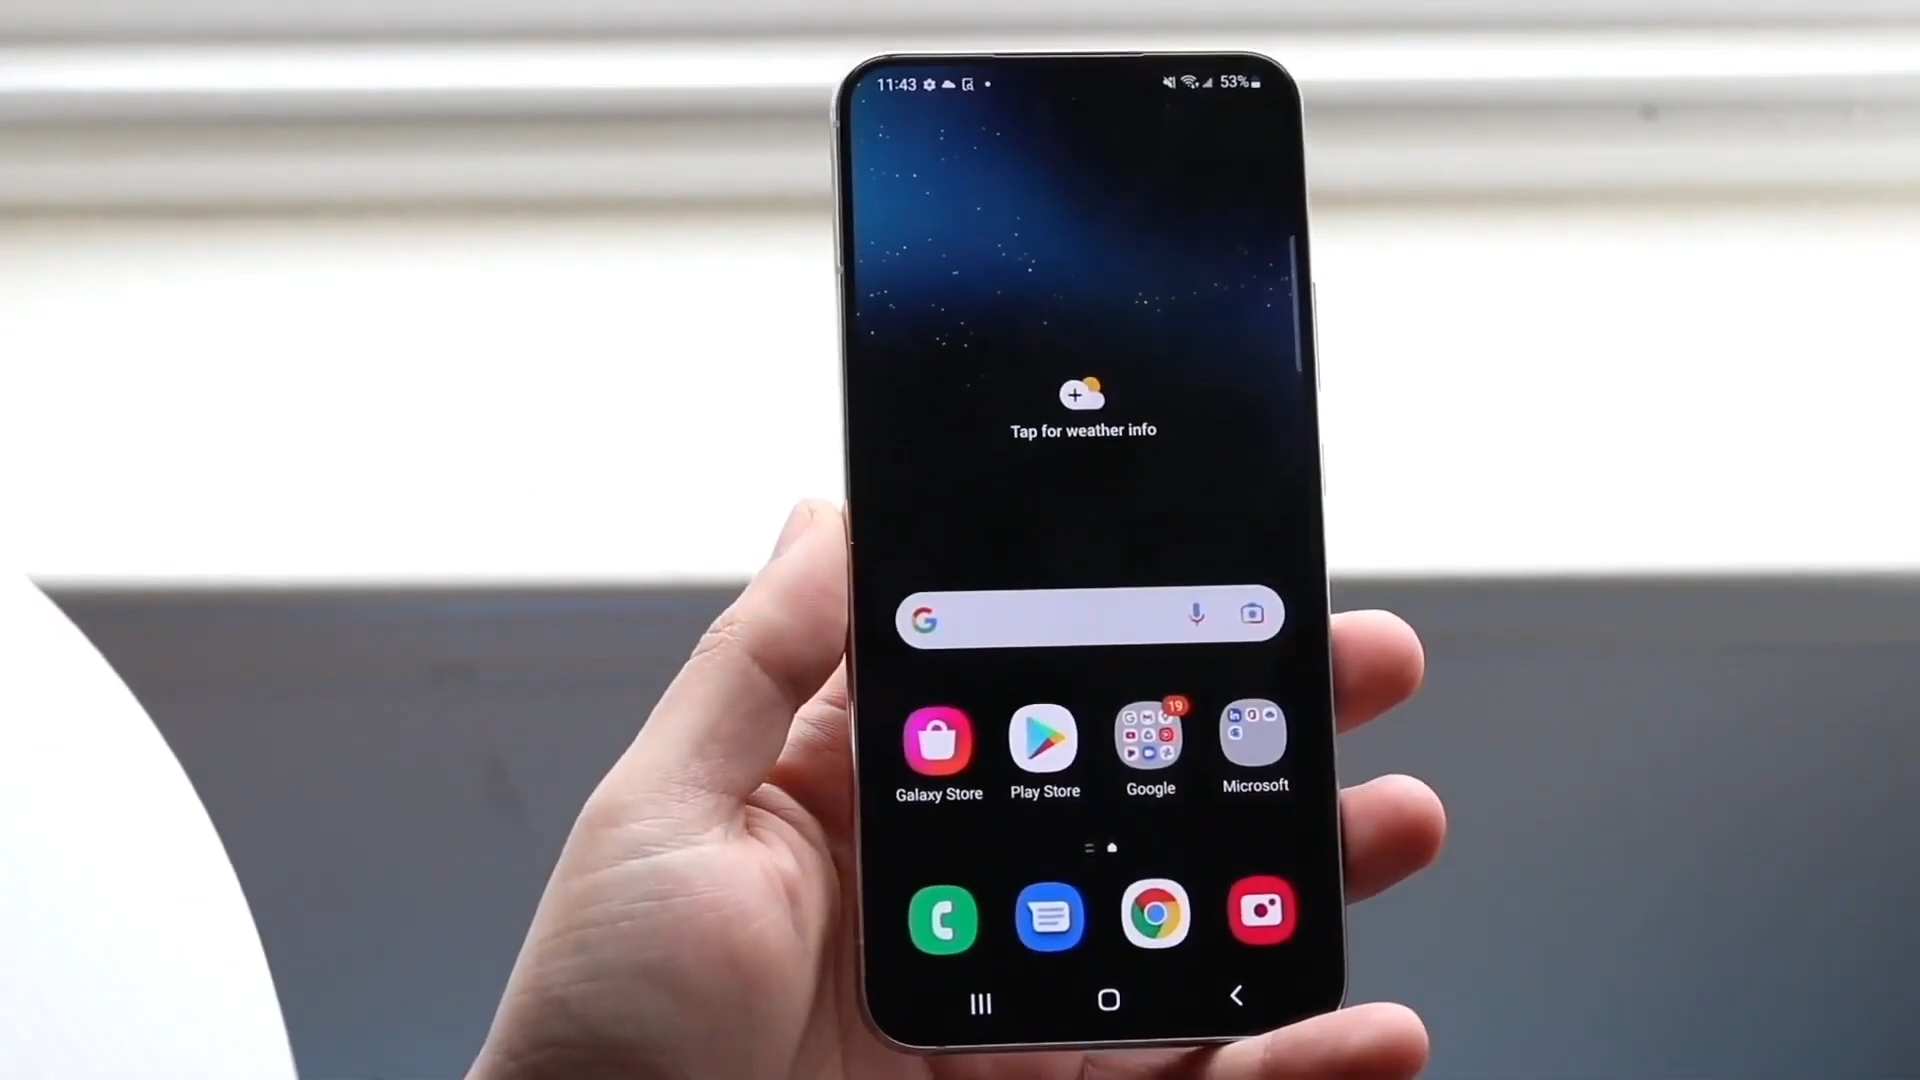 11:43 53%
Tap for weather info
G
19
Galaxy Store Play Store Google Microsoft